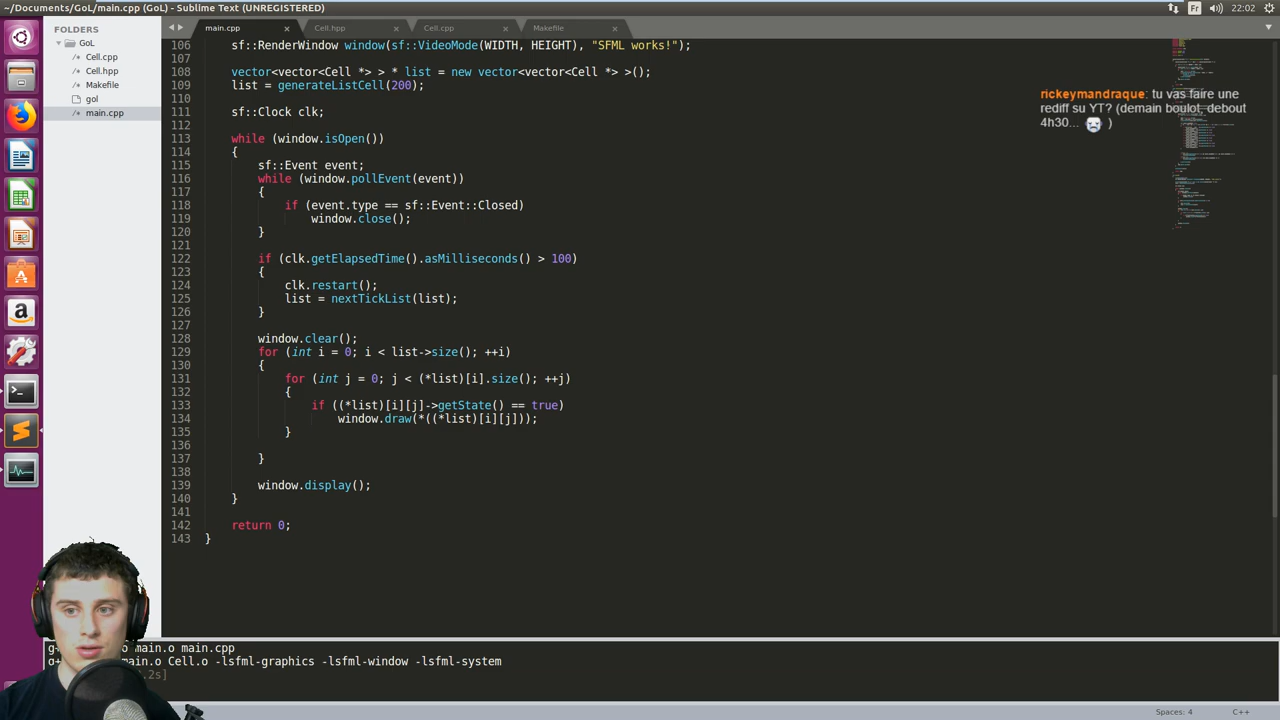 ~/Documents/GoL/main.cpp (GoL) - Sublime Text (UNREGISTERED)
Fr
22:02
FOLDERS
GoL
Cell.cpp
Cell.hpp
Makefile
gol
main.cpp
main.cpp
Cell.hpp
Cell.cpp
Makefile
106 sf::RenderWindow window(sf::VideoMode(WIDTH, HEIGHT), "SFML works!");
107
108 vector<vector<Cell *> > * list = new vector<vector<Cell *> >();
109 list = generateListCell(200);
110
111 sf::Clock clk;
112
113 while (window.isOpen())
114 {
115 sf::Event event;
116 while (window.pollEvent(event))
117 {
118 if (event.type == sf::Event::Closed)
119 window.close();
120 }
121
122 if (clk.getElapsedTime().asMilliseconds() > 100)
123 {
124 clk.restart();
125 list = nextTickList(list);
126 }
127
128 window.clear();
129 for (int i = 0; i < list->size(); ++i)
130 {
131 for (int j = 0; j < (*list)[i].size(); ++j)
132 {
133 if ((*list)[i][j]->getState() == true)
134 window.draw(*((*list)[i][j]));
135 }
136
137 }
138
139 window.display();
140 }
141
142 return 0;
143 }
rickeymandraque: tu vas faire une
rediff su YT? (demain boulot, debout
4h30... )
main.o main.cpp
main.o Cell.o -lsfml-graphics -lsfml-window -lsfml-system
.2s]
Spaces: 4
C++